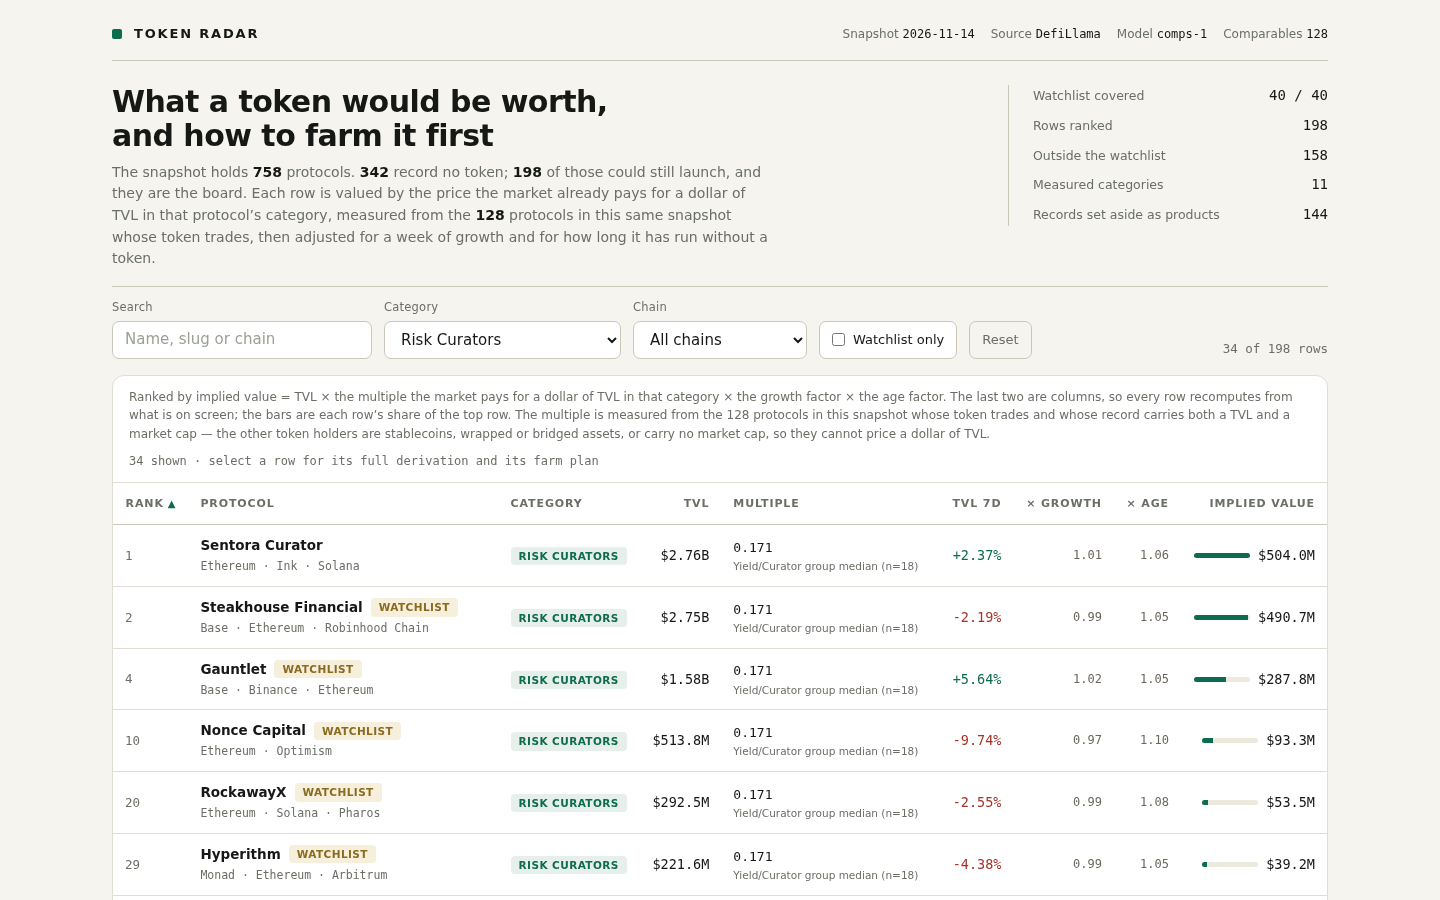 TOKEN RADAR
Snapshot 2026-11-14 Source DefiLlama Model comps-1 Comparables 128
What a token would be worth,
and how to farm it first
The snapshot holds 758 protocols. 342 record no token; 198 of those could still launch, and
they are the board. Each row is valued by the price the market already pays for a dollar of
TVL in that protocol’s category, measured from the 128 protocols in this same snapshot
whose token trades, then adjusted for a week of growth and for how long it has run without a
token.
Watchlist covered 40 / 40
Rows ranked 198
Outside the watchlist 158
Measured categories 11
Records set aside as products 144
Search
Category
Chain
Name, slug or chain
Risk Curators
All chains
Watchlist only
Reset
34 of 198 rows
Ranked by implied value = TVL × the multiple the market pays for a dollar of TVL in that category × the growth factor × the age factor. The last two are columns, so every row recomputes from
what is on screen; the bars are each row’s share of the top row. The multiple is measured from the 128 protocols in this snapshot whose token trades and whose record carries both a TVL and a
market cap — the other token holders are stablecoins, wrapped or bridged assets, or carry no market cap, so they cannot price a dollar of TVL.
34 shown · select a row for its full derivation and its farm plan
RANK ▲ PROTOCOL CATEGORY TVL MULTIPLE TVL 7D × GROWTH × AGE IMPLIED VALUE
1 Sentora Curator RISK CURATORS $2.76B 0.171 +2.37% 1.01 1.06 $504.0M
Ethereum · Ink · Solana Yield/Curator group median (n=18)
2 Steakhouse Financial WATCHLIST RISK CURATORS $2.75B 0.171 -2.19% 0.99 1.05 $490.7M
Base · Ethereum · Robinhood Chain Yield/Curator group median (n=18)
4 Gauntlet WATCHLIST RISK CURATORS $1.58B 0.171 +5.64% 1.02 1.05 $287.8M
Base · Binance · Ethereum Yield/Curator group median (n=18)
10 Nonce Capital WATCHLIST RISK CURATORS $513.8M 0.171 -9.74% 0.97 1.10 $93.3M
Ethereum · Optimism Yield/Curator group median (n=18)
20 RockawayX WATCHLIST RISK CURATORS $292.5M 0.171 -2.55% 0.99 1.08 $53.5M
Ethereum · Solana · Pharos Yield/Curator group median (n=18)
29 Hyperithm WATCHLIST RISK CURATORS $221.6M 0.171 -4.38% 0.99 1.05 $39.2M
Monad · Ethereum · Arbitrum Yield/Curator group median (n=18)